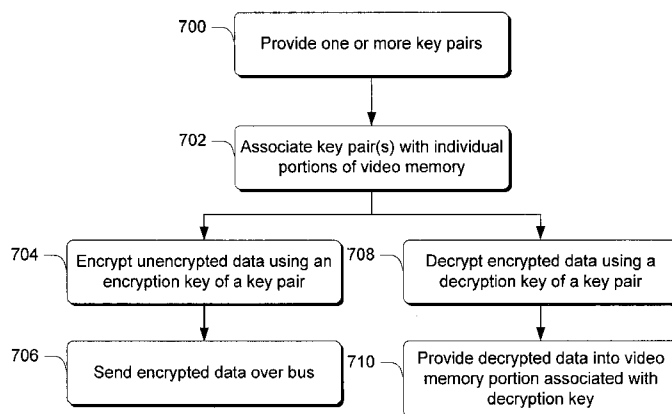 700
Provide one or more key pairs
702
Associate key pair(s) with individual
portions of video memory
704
Encrypt unencrypted data using an
encryption key of a key pair
708
Decrypt encrypted data using a
decryption key of a key pair
706
Send encrypted data over bus
710
Provide decrypted data into video
memory portion associated with
decryption key